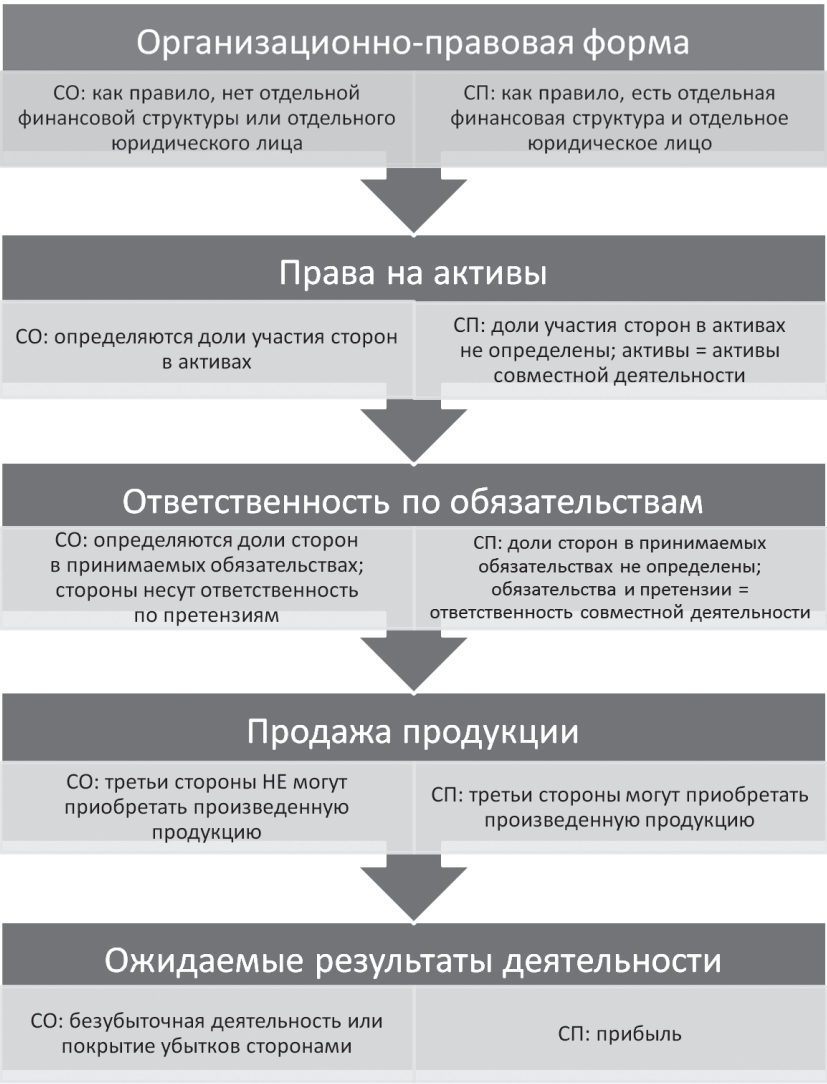 Организационно-правовая форма
СО: как правило, нет отдельной
финансовой структуры или отдельного
юридического лица
СП: как правило, есть отдельная
финансовая структура и отдельное
юридическое лицо
Права на активы
СО: определяются доли участия сторон
в активах
СП: доли участия сторон в активах
не определены; активы = активы
совместной деятельности
Ответственность по обязательствам
СО: определяются доли сторон
в принимаемых обязательствах;
стороны несут ответственность
по претензиям
СП: доли сторон в принимаемых
обязательствах не определены;
обязательства и претензии =
ответственность совместной деятельности
Продажа продукции
СО: третьи стороны НЕ могут
приобретать произведенную
продукцию
СП: третьи стороны могут приобретать
произведенную продукцию
Ожидаемые результаты деятельности
СО: безубыточная деятельность или
покрытие убытков сторонами
СП: прибыль